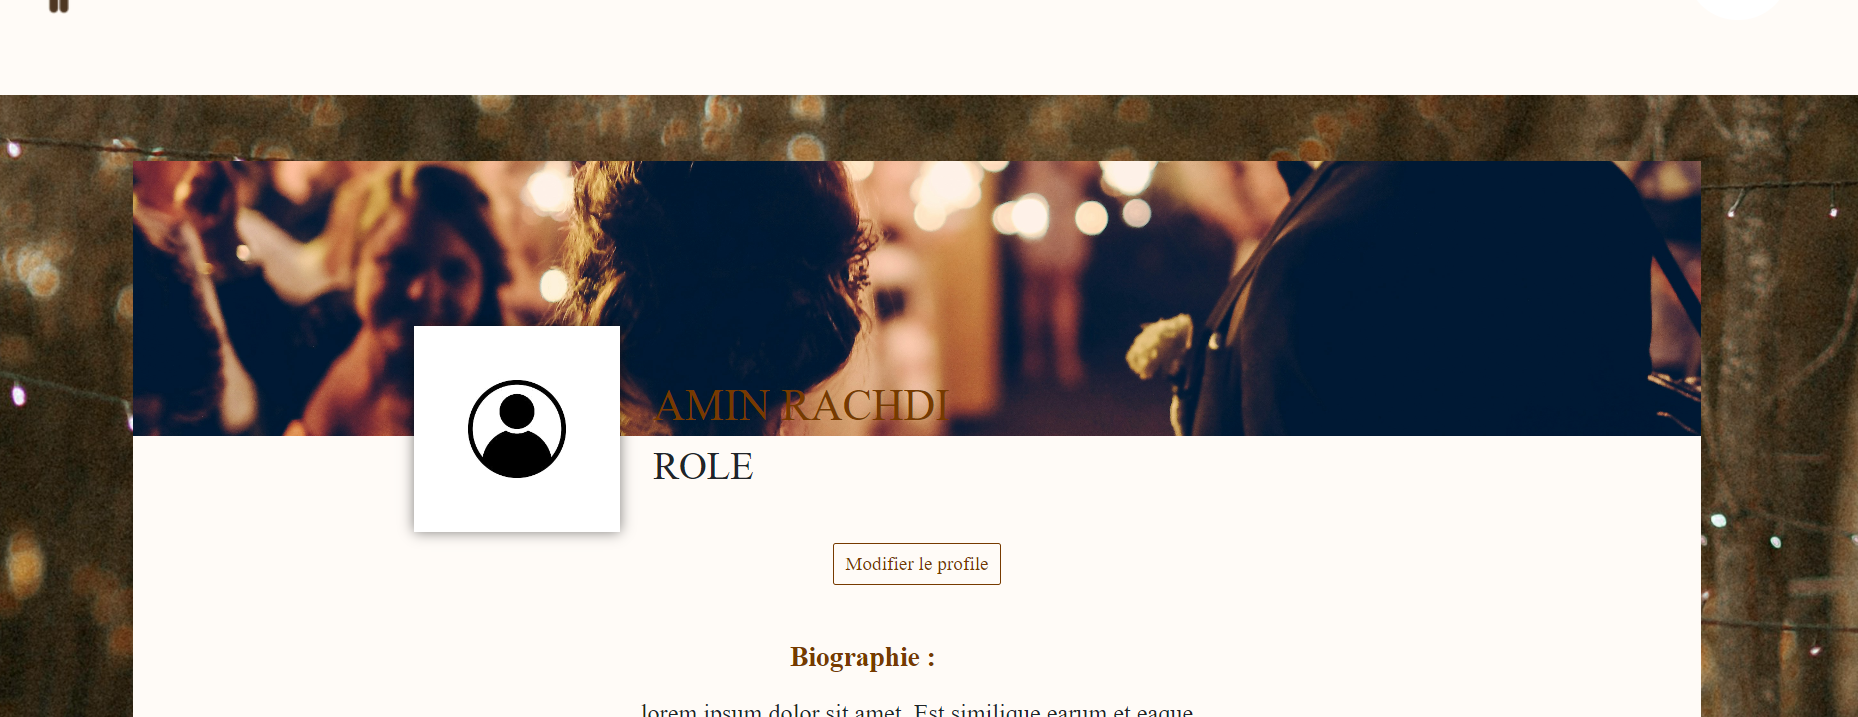 AMIN RACHDI
ROLE
Modifier le profile
Biographie :
lorem ipsum dolor sit amet. Est similique earum et eaque